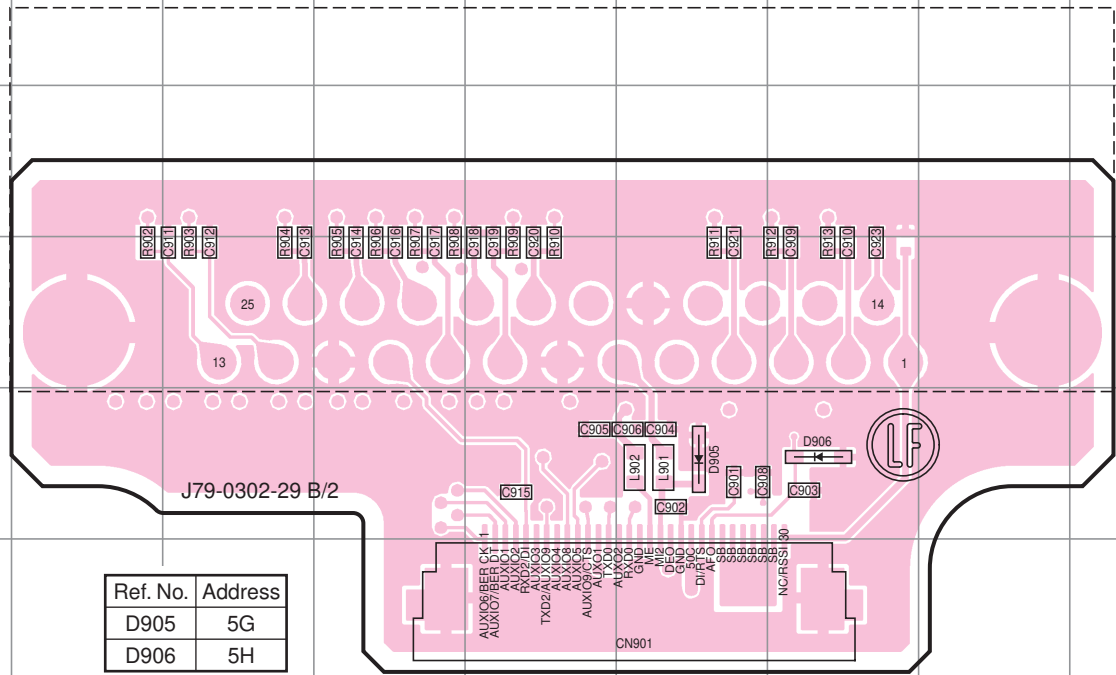 R902 C911 R903 C912 R904 C913 R905 C914 R906 C916 R907 C917 R908 C918 C919 R909 C920 R910 R911 C921 R912 C909 R913 C910 C923
25 14
13 1
C905 C906 C904
D906
L902 L901 D905
LF
J79-0302-29 B/2
C915 C901 C908 C903
C902
1
AUXIO6/BER CK
AUXIO7/BER DT
AUXIO1
AUXIO2
RXD2/DI
AUXIO3
TXD2/AUXIO9
AUXIO4
AUXIO8
AUXIO5
AUXIO9/CTS
AUXO1
TXD0
AUXO2
RXD0
GND
ME
MI2
DEO
GND
50C
DI/RTS
AFO
SB
SB
SB
SB
SB
SB
NC/RSSI
30
CN901
Ref. No. Address
D905 5G
D906 5H